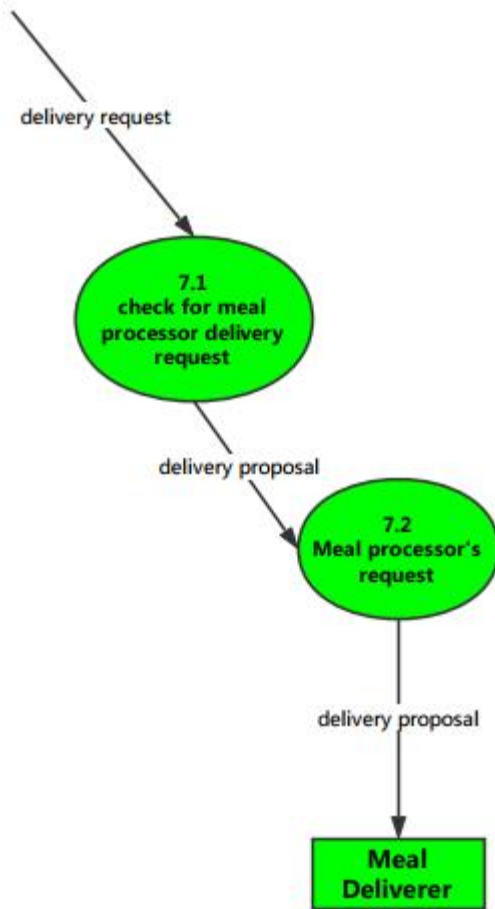 delivery request
7.1
check for meal
processor delivery
request
delivery proposal
7.2
Meal processor's
request
delivery proposal
Meal
Deliverer